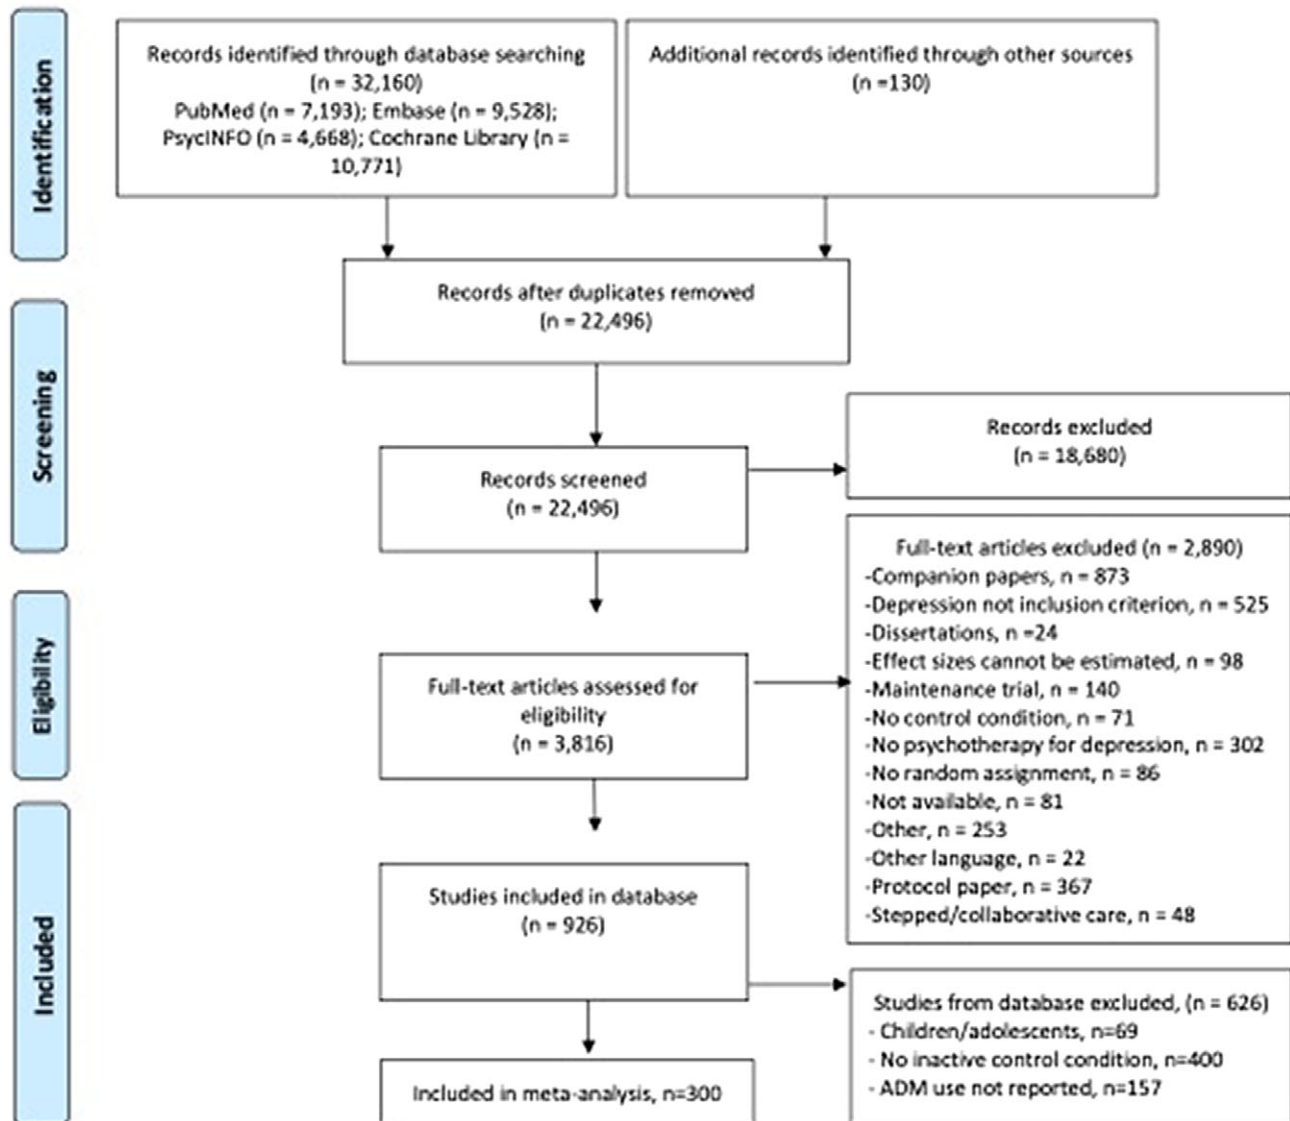 Identification
Records identified through database searching
(n = 32,160)
PubMed (n = 7,193); Embase (n = 9,528);
PsycINFO (n = 4,668); Cochrane Library (n =
10,771)
Additional records identified through other sources
(n =130)
Records after duplicates removed
(n = 22,496)
Screening
Records screened
(n = 22,496)
Records excluded
(n = 18,680)
Eligibility
Full-text articles assessed for
eligibility
(n = 3,816)
Full-text articles excluded (n = 2,890)
-Companion papers, n = 873
-Depression not inclusion criterion, n = 525
-Dissertations, n =24
-Effect sizes cannot be estimated, n = 98
-Maintenance trial, n = 140
-No control condition, n = 71
-No psychotherapy for depression, n = 302
-No random assignment, n = 86
-Not available, n = 81
-Other, n = 253
-Other language, n = 22
-Protocol paper, n = 367
-Stepped/collaborative care, n = 48
Included
Studies included in database
(n = 926)
Studies from database excluded, (n = 626)
- Children/adolescents, n=69
- No inactive control condition, n=400
- ADM use not reported, n=157
Included in meta-analysis, n=300